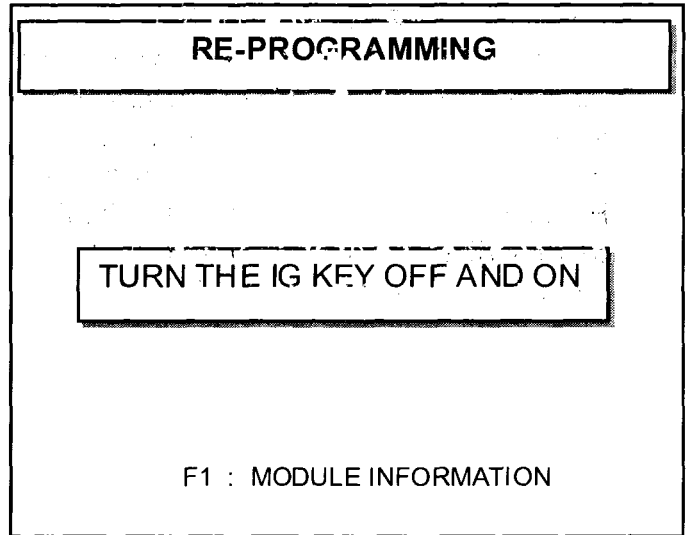 RE-PROGRAMMING
TURN THE IG KEY OFF AND ON
F1 : MODULE INFORMATION